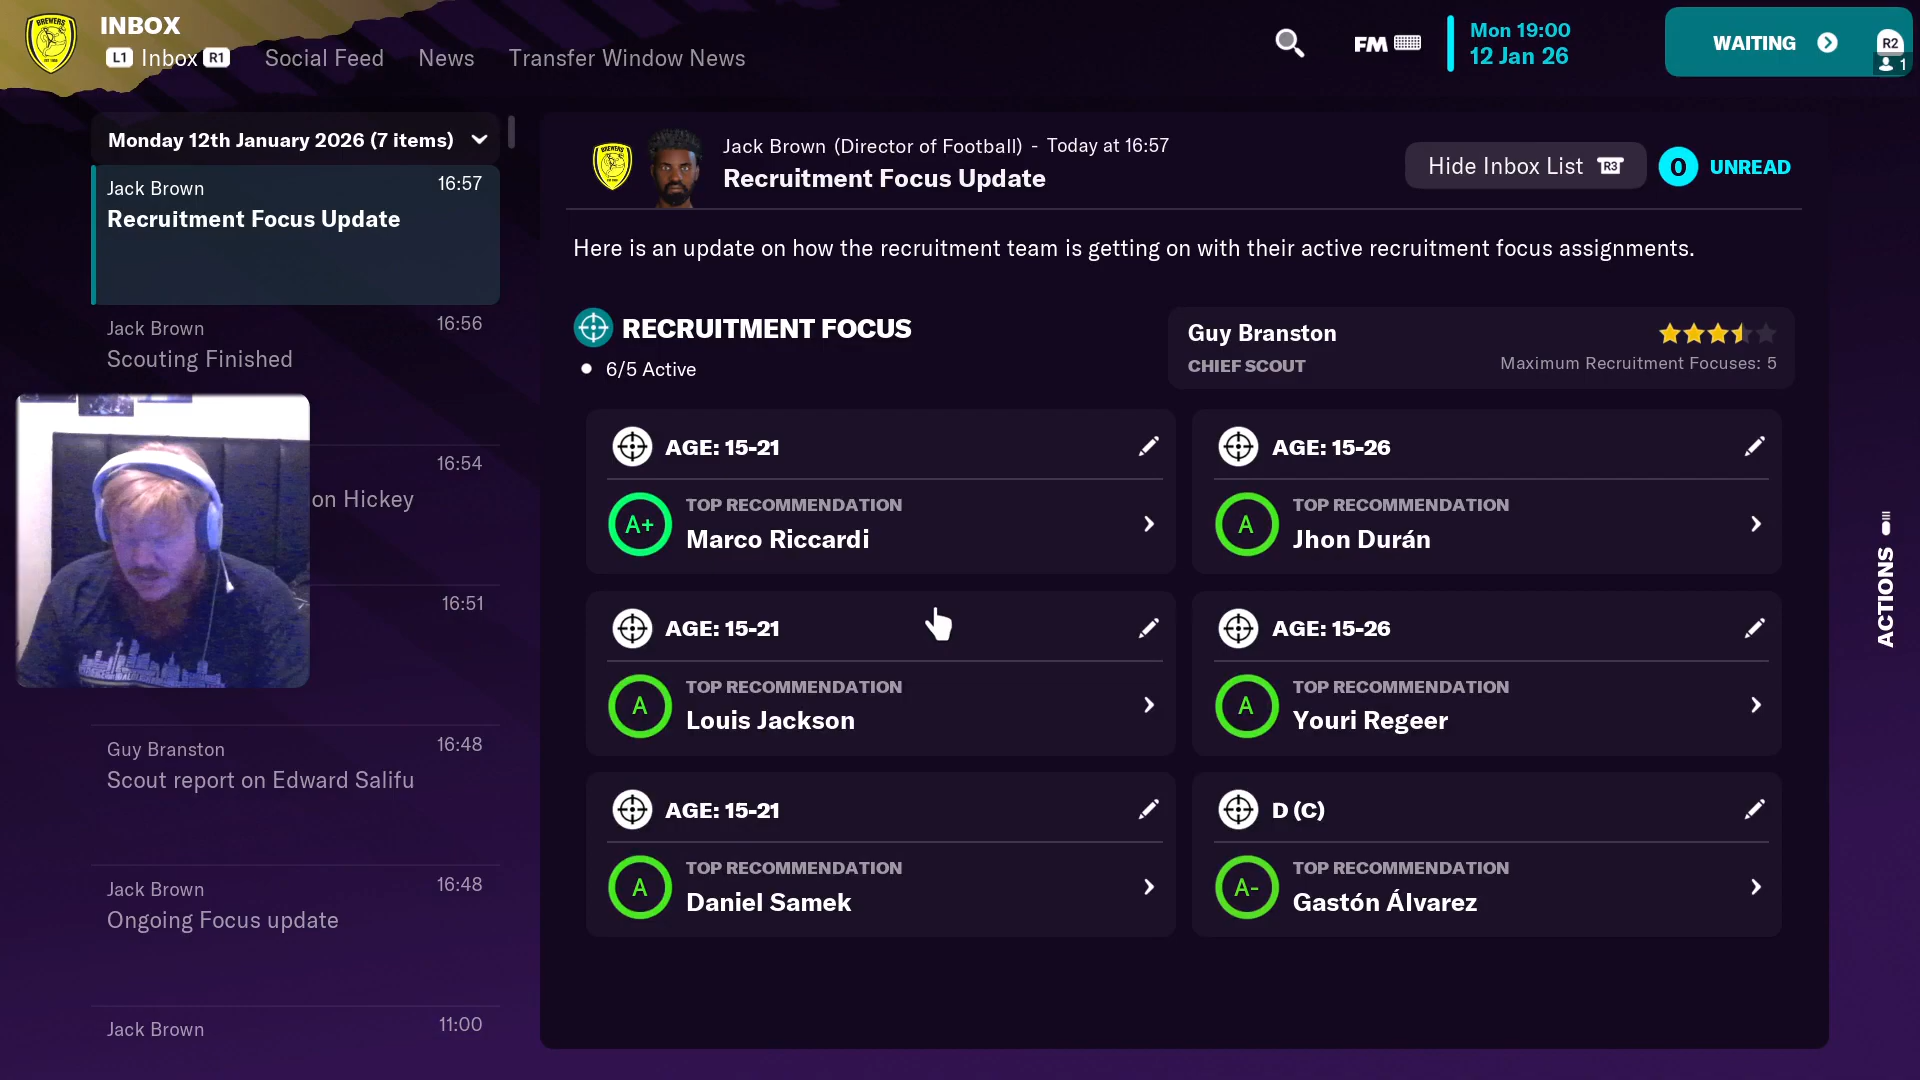 INBOX
L1 Inbox R1 Social Feed News Transfer Window News
FM
Mon 19:00
12 Jan 26
WAITING
R2
1
BREWERS
Monday 12th January 2026 (7 items)
Jack Brown 16:57
Recruitment Focus Update
Jack Brown 16:56
Scouting Finished
16:54
on Hickey
16:51
Guy Branston 16:48
Scout report on Edward Salifu
Jack Brown 16:48
Ongoing Focus update
Jack Brown 11:00
Jack Brown (Director of Football) - Today at 16:57
Recruitment Focus Update
Hide Inbox List R3
0 UNREAD
Here is an update on how the recruitment team is getting on with their active recruitment focus assignments.
RECRUITMENT FOCUS
6/5 Active
Guy Branston
CHIEF SCOUT
Maximum Recruitment Focuses: 5
AGE: 15-21
A+
TOP RECOMMENDATION
Marco Riccardi
AGE: 15-26
A
TOP RECOMMENDATION
Jhon Durán
AGE: 15-21
A
TOP RECOMMENDATION
Louis Jackson
AGE: 15-26
A
TOP RECOMMENDATION
Youri Regeer
AGE: 15-21
A
TOP RECOMMENDATION
Daniel Samek
D (C)
A-
TOP RECOMMENDATION
Gastón Álvarez
ACTIONS